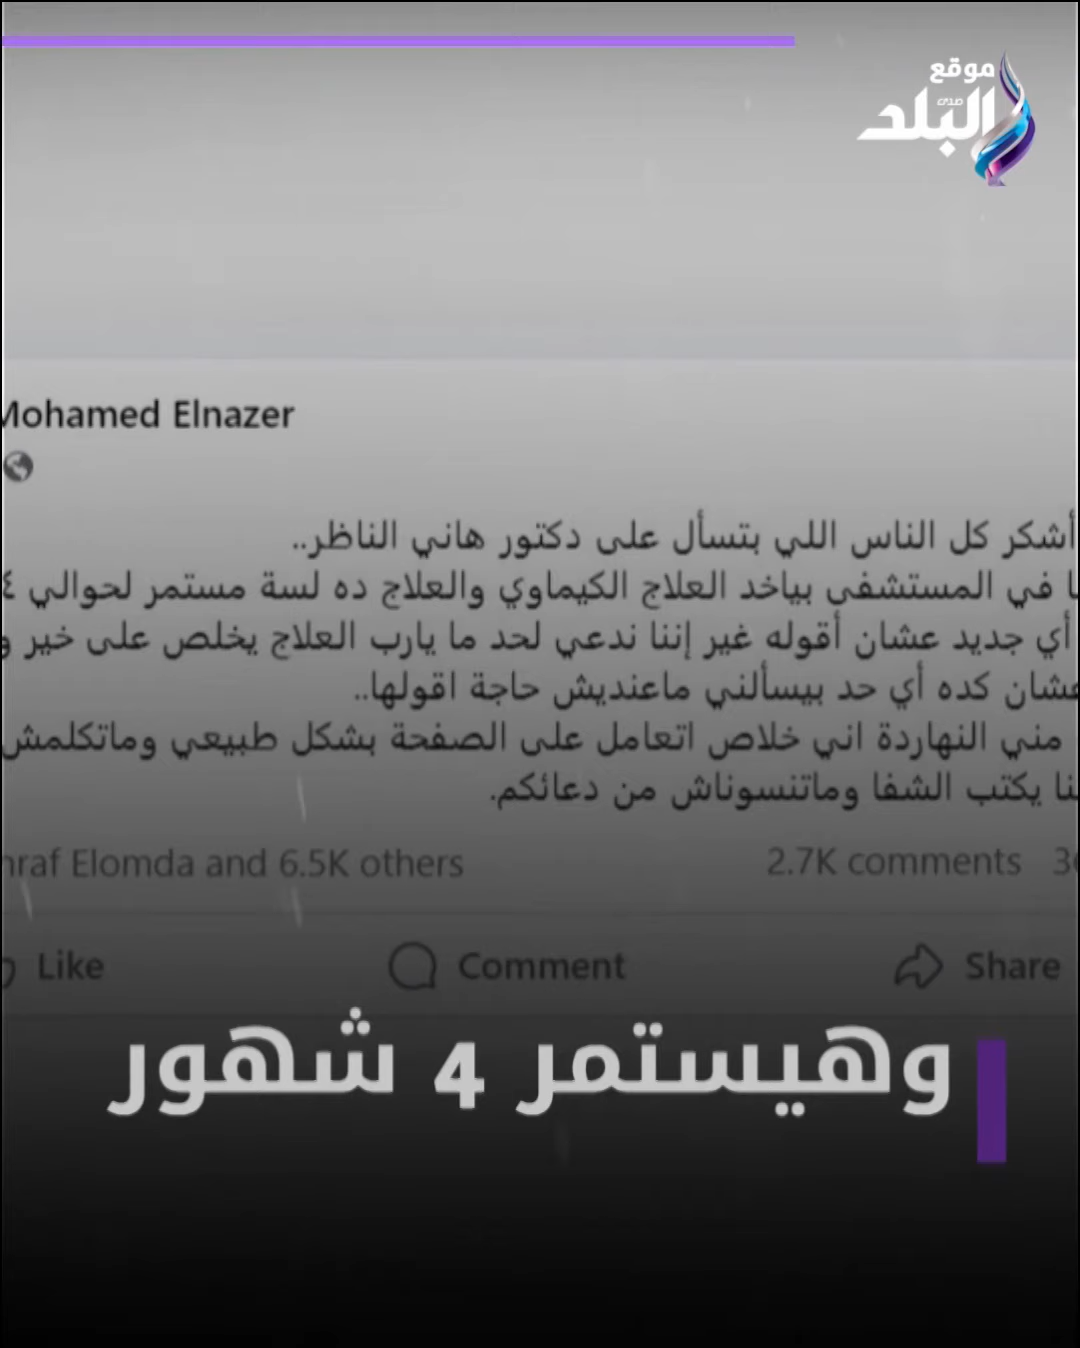 موقع
صدى
البلد
Mohamed Elnazer
أشكر كل الناس اللي بتسأل على دكتور هاني الناظر..
في المستشفى بياخد العلاج الكيماوي والعلاج ده لسة مستمر لحوالي ٤
أي جديد عشان أقوله غير إننا ندعي لحد ما يارب العلاج يخلص على خير و
عشان كده أي حد بيسألني ماعنديش حاجة اقولها..
مني النهاردة اني خلاص اتعامل على الصفحة بشكل طبيعي وماتكلمش
يكتب الشفا وماتنسوناش من دعائكم.
Elomda and 6.5K others
2.7K comments
Like
Comment
Share
وهيستمر 4 شهور